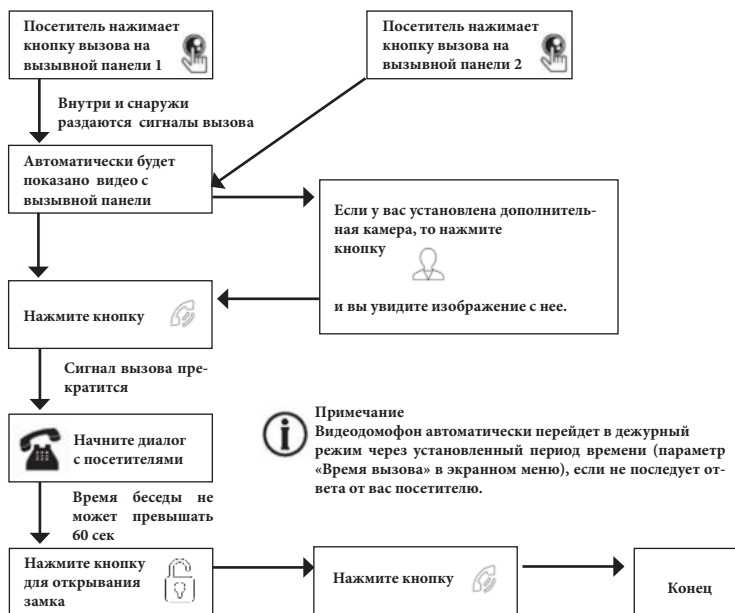 Посетитель нажимает
кнопку вызова на
вызывной панели 1
Посетитель нажимает
кнопку вызова на
вызывной панели 2
Внутри и снаружи
раздаются сигналы вызова
Автоматически будет
показано видео с
вызывной панели
Если у вас установлена дополнитель-
ная камера, то нажмите
кнопку
и вы увидите изображение с нее.
Нажмите кнопку
Сигнал вызова пре-
кратится
Начните диалог
с посетителями
Примечание
Видеодомофон автоматически перейдет в дежурный
режим через установленный период времени (параметр
«Время вызова» в экранном меню), если не последует от-
вета от вас посетителю.
Время беседы не
может превышать
60 сек
Нажмите кнопку
для открывания
замка
Нажмите кнопку
Конец